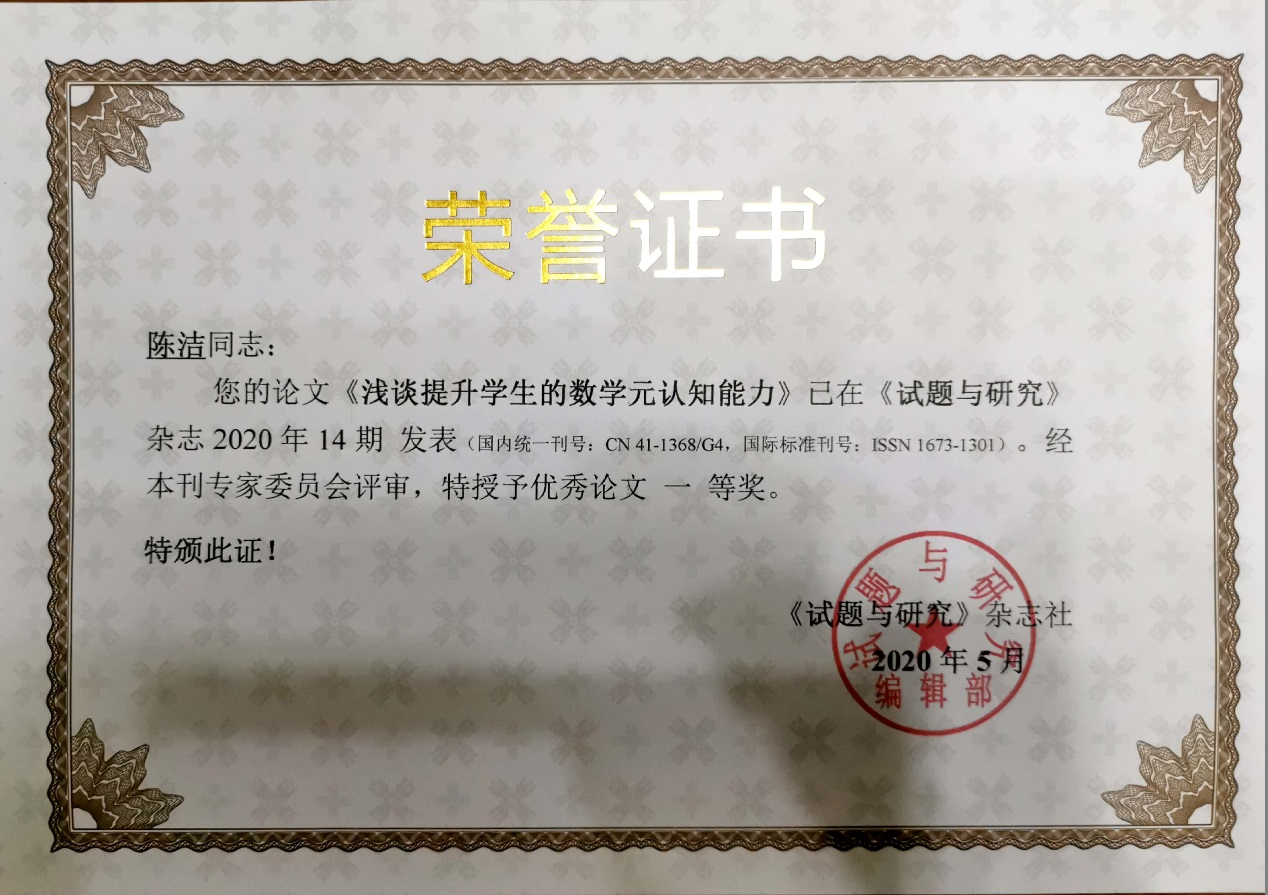 荣誉证书
陈洁同志：
您的论文《浅谈提升学生的数学元认知能力》已在《试题与研究》
杂志 2020 年 14 期 发表（国内统一刊号：CN 41-1368/G4，国际标准刊号：ISSN 1673-1301）。经
本刊专家委员会评审，特授予优秀论文 一 等奖。
特颁此证！
《试题与研究》杂志社
2020 年 5 月
试题与研究
编辑部